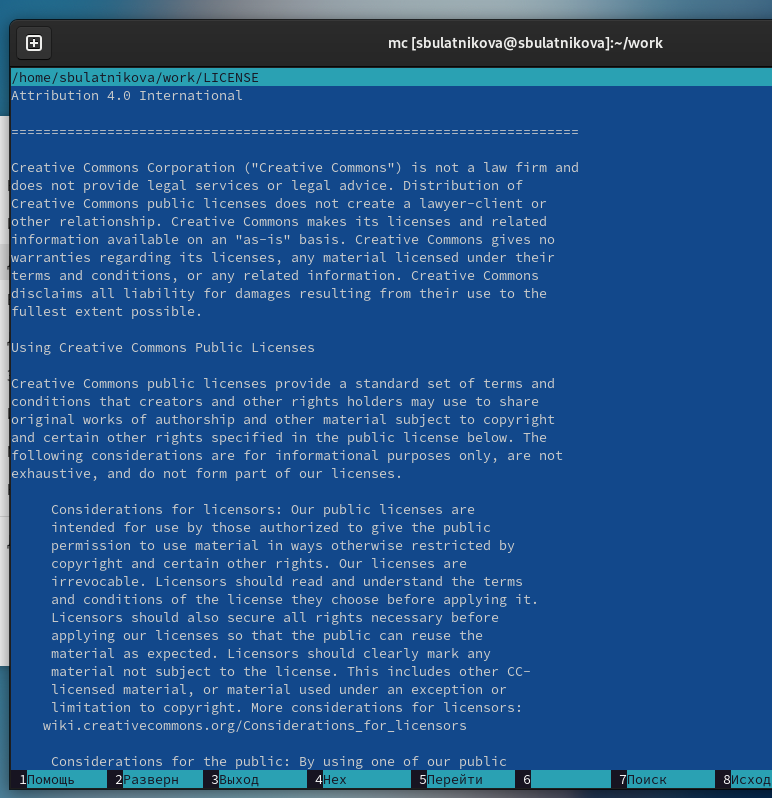 mc [sbulatnikova@sbulatnikova]:~/work
/home/sbulatnikova/work/LICENSE
Attribution 4.0 International
=======================================================================
Creative Commons Corporation ("Creative Commons") is not a law firm and
does not provide legal services or legal advice. Distribution of
Creative Commons public licenses does not create a lawyer-client or
other relationship. Creative Commons makes its licenses and related
information available on an "as-is" basis. Creative Commons gives no
warranties regarding its licenses, any material licensed under their
terms and conditions, or any related information. Creative Commons
disclaims all liability for damages resulting from their use to the
fullest extent possible.
Using Creative Commons Public Licenses
Creative Commons public licenses provide a standard set of terms and
conditions that creators and other rights holders may use to share
original works of authorship and other material subject to copyright
and certain other rights specified in the public license below. The
following considerations are for informational purposes only, are not
exhaustive, and do not form part of our licenses.
Considerations for licensors: Our public licenses are
intended for use by those authorized to give the public
permission to use material in ways otherwise restricted by
copyright and certain other rights. Our licenses are
irrevocable. Licensors should read and understand the terms
and conditions of the license they choose before applying it.
Licensors should also secure all rights necessary before
applying our licenses so that the public can reuse the
material as expected. Licensors should clearly mark any
material not subject to the license. This includes other CC-
licensed material, or material used under an exception or
limitation to copyright. More considerations for licensors:
wiki.creativecommons.org/Considerations_for_licensors
Considerations for the public: By using one of our public
1Помощь 2Разверн 3Выход 4Hex 5Перейти 6 7Поиск 8Исход